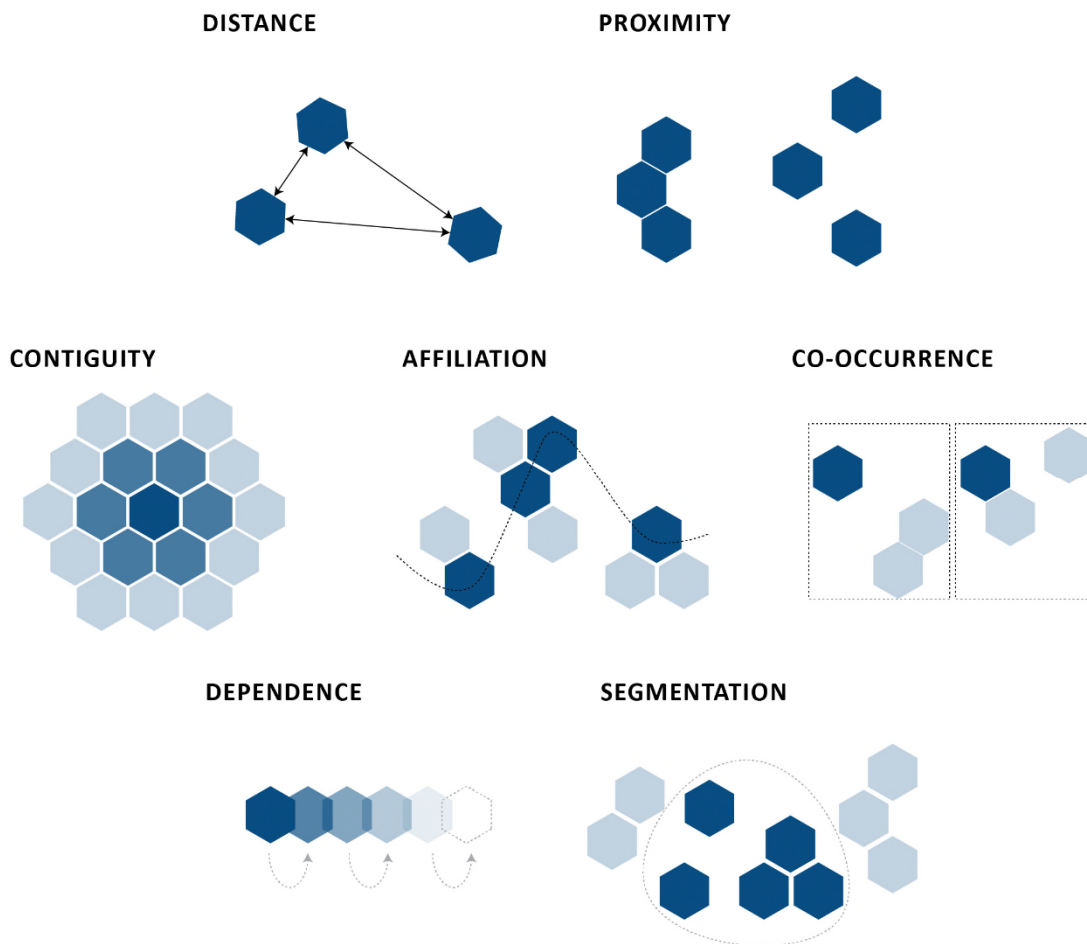 DISTANCE
PROXIMITY
CONTIGUITY
AFFILIATION
CO-OCCURRENCE
DEPENDENCE
SEGMENTATION